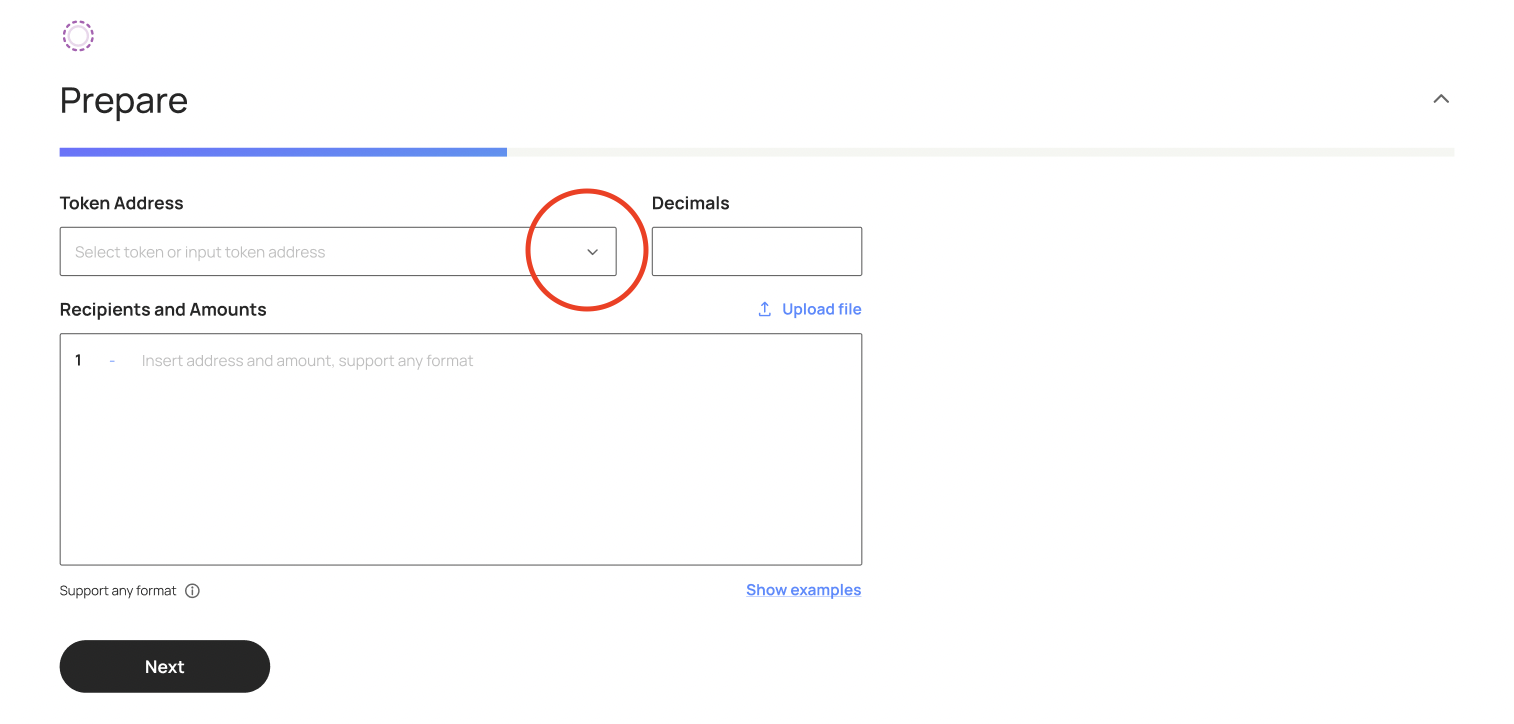 Prepare
Token Address
Decimals
Select token or input token address
Recipients and Amounts
Upload file
1 - Insert address and amount, support any format
Support any format
Show examples
Next